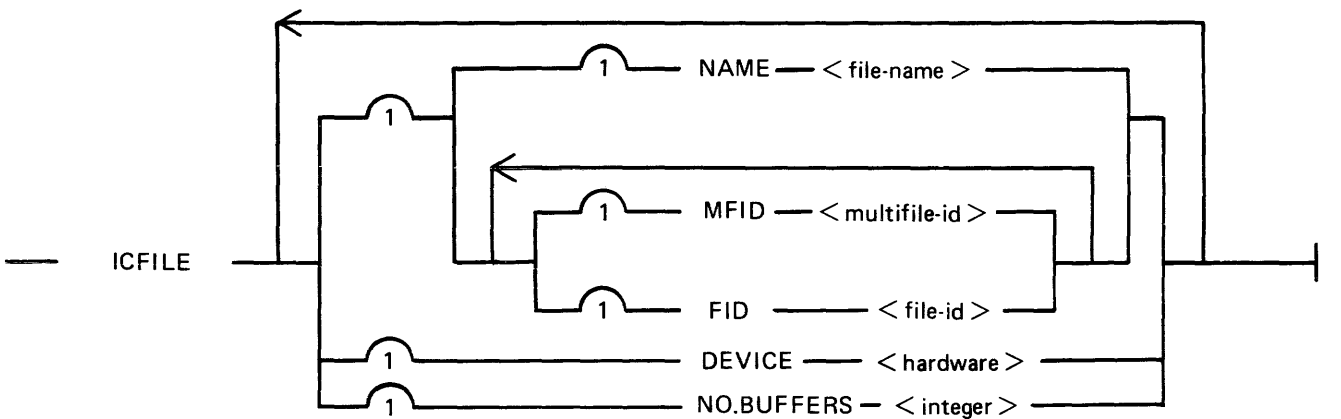 1 NAME <file-name>
1
1 MFID <multifile-id>
ICFILE
1 FID <file-id>
1 DEVICE <hardware>
1 NO.BUFFERS <integer>